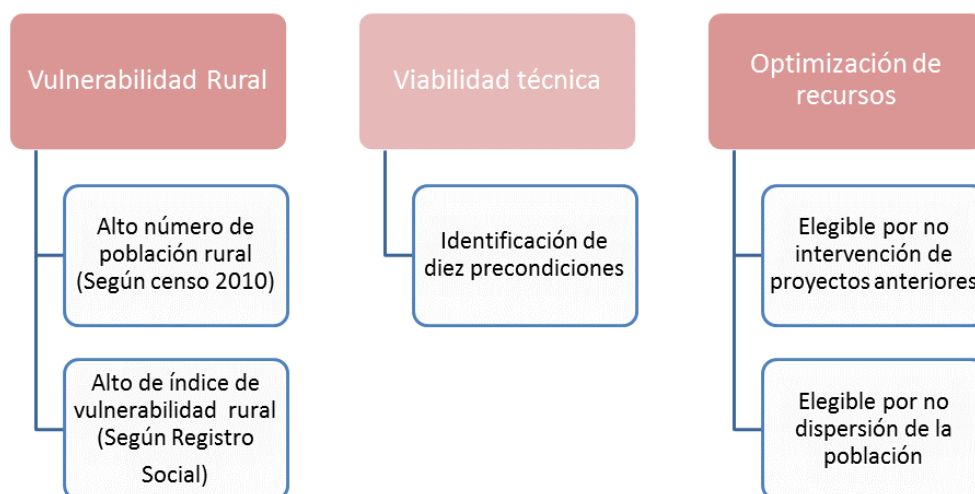 Vulnerabilidad Rural
Alto número de
población rural
(Según censo 2010)
Alto de índice de
vulnerabilidad rural
(Según Registro
Social)
Viabilidad técnica
Identificación de
diez precondiciones
Optimización de
recursos
Elegible por no
intervención de
proyectos anteriores
Elegible por no
dispersión de la
población